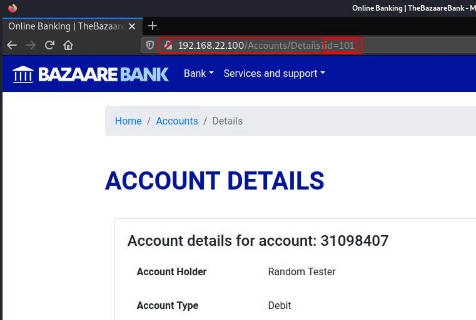 Online Banking | TheBazaareBank - M
Online Banking | TheBazaare
192.168.22.100/Accounts/Details?id=101
BAZAARE BANK Bank Services and support
Home / Accounts / Details
ACCOUNT DETAILS
Account details for account: 31098407
Account Holder Random Tester
Account Type Debit